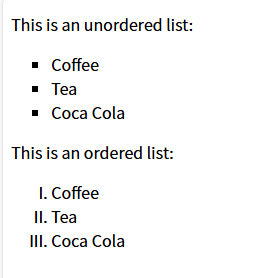 This is an unordered list:
▪ Coffee
▪ Tea
▪ Coca Cola
This is an ordered list:
I. Coffee
II. Tea
III. Coca Cola